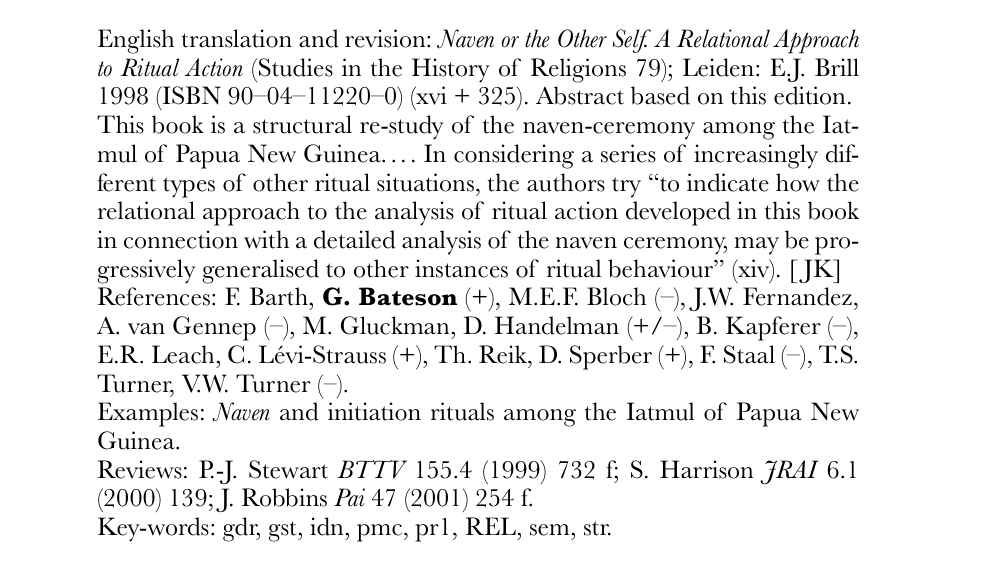 English translation and revision: Naven or the Other Self. A Relational Approach
to Ritual Action (Studies in the History of Religions 79); Leiden: E.J. Brill
1998 (ISBN 90–04–11220–0) (xvi + 325). Abstract based on this edition.
This book is a structural re-study of the naven-ceremony among the Iat-
mul of Papua New Guinea.... In considering a series of increasingly dif-
ferent types of other ritual situations, the authors try “to indicate how the
relational approach to the analysis of ritual action developed in this book
in connection with a detailed analysis of the naven ceremony, may be pro-
gressively generalised to other instances of ritual behaviour” (xiv). [JK]
References: F. Barth, G. Bateson (+), M.E.F. Bloch (–), J.W. Fernandez,
A. van Gennep (–), M. Gluckman, D. Handelman (+/–), B. Kapferer (–),
E.R. Leach, C. Lévi-Strauss (+), Th. Reik, D. Sperber (+), F. Staal (–), T.S.
Turner, V.W. Turner (–).
Examples: Naven and initiation rituals among the Iatmul of Papua New
Guinea.
Reviews: P.-J. Stewart BTTV 155.4 (1999) 732 f; S. Harrison JRAI 6.1
(2000) 139; J. Robbins Pai 47 (2001) 254 f.
Key-words: gdr, gst, idn, pmc, pr1, REL, sem, str.